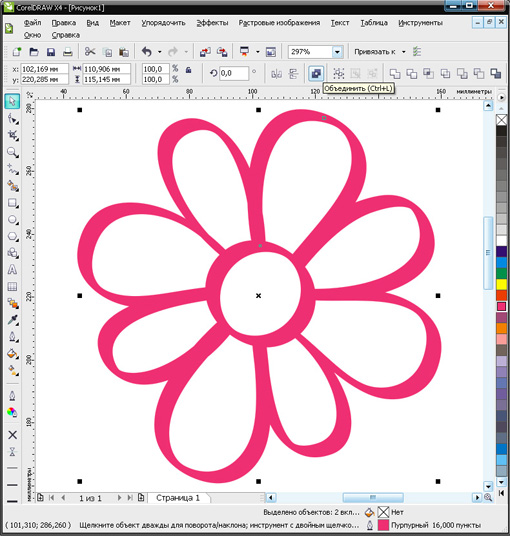 CorelDRAW X4 - [Рисунок1]
Файл Правка Вид Макет Упорядочить Эффекты Растровые изображения Текст Таблица Инструменты
Окно Справка
297% Привязать к
x: 102,169 мм 110,906 мм 100,0 %
y: 220,285 мм 115,145 мм 100,0 % 0,0 °
Объединить (Ctrl+L)
80 100 120 140 160 миллиметры
280
260
240
220
200
180
миллиметры
1 из 1 Страница 1
Выделено объектов: 2 вкл... Нет
( 101,310; 286,260 ) Щелкните объект дважды для поворота/наклона; инструмент с двойным щелчко... Пурпурный 16,000 пункты